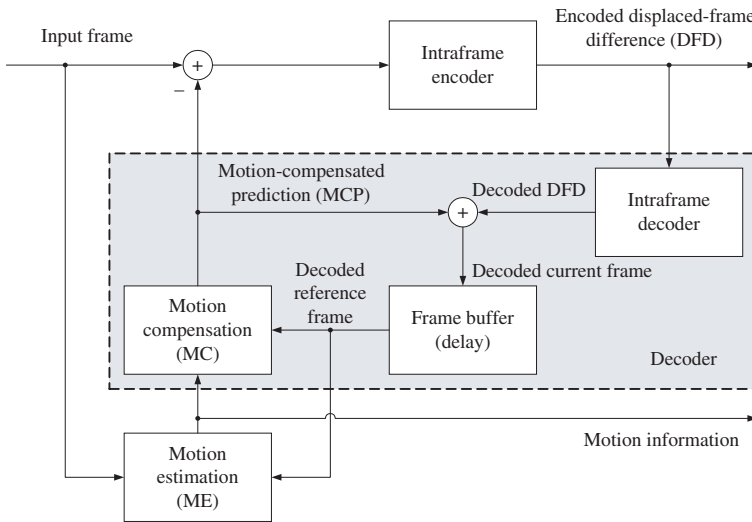 Input frame
Encoded displaced-frame
difference (DFD)
Intraframe
encoder
+
−
Motion-compensated
prediction (MCP)
Decoded DFD
+
Intraframe
decoder
Decoded current frame
Decoded
reference
frame
Motion
compensation
(MC)
Frame buffer
(delay)
Decoder
Motion information
Motion
estimation
(ME)